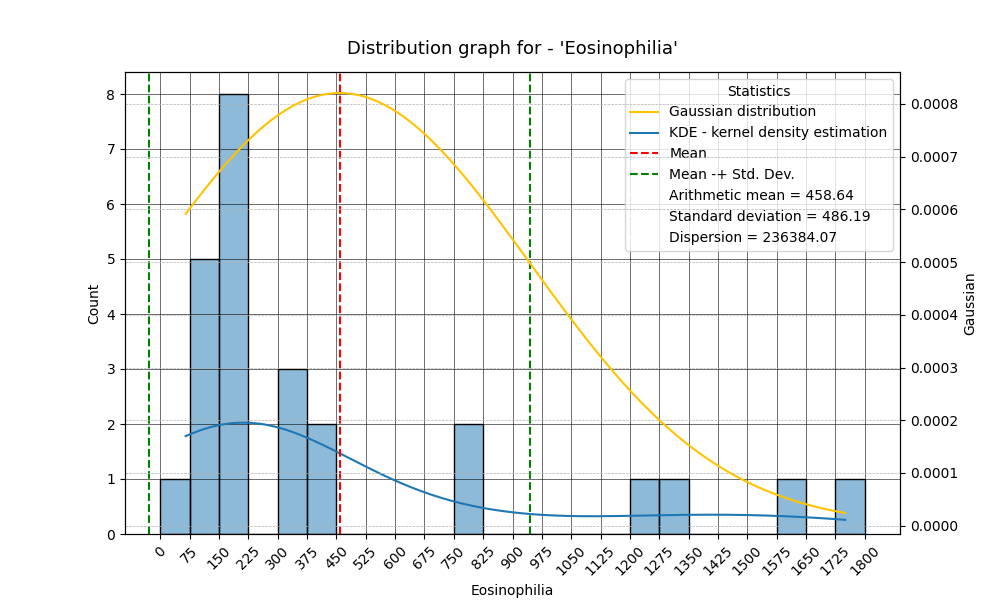 Distribution graph for - 'Eosinophilia'
Statistics
Gaussian distribution
KDE - kernel density estimation
Mean
Mean -+ Std. Dev.
Arithmetic mean = 458.64
Standard deviation = 486.19
Dispersion = 236384.07
Count
8
7
6
5
4
3
2
1
0
0.0008
0.0007
0.0006
0.0005
0.0004
0.0003
0.0002
0.0001
0.0000
Gaussian
0 75 150 225 300 375 450 525 600 675 750 825 900 975 1050 1125 1200 1275 1350 1425 1500 1575 1650 1725 1800
Eosinophilia